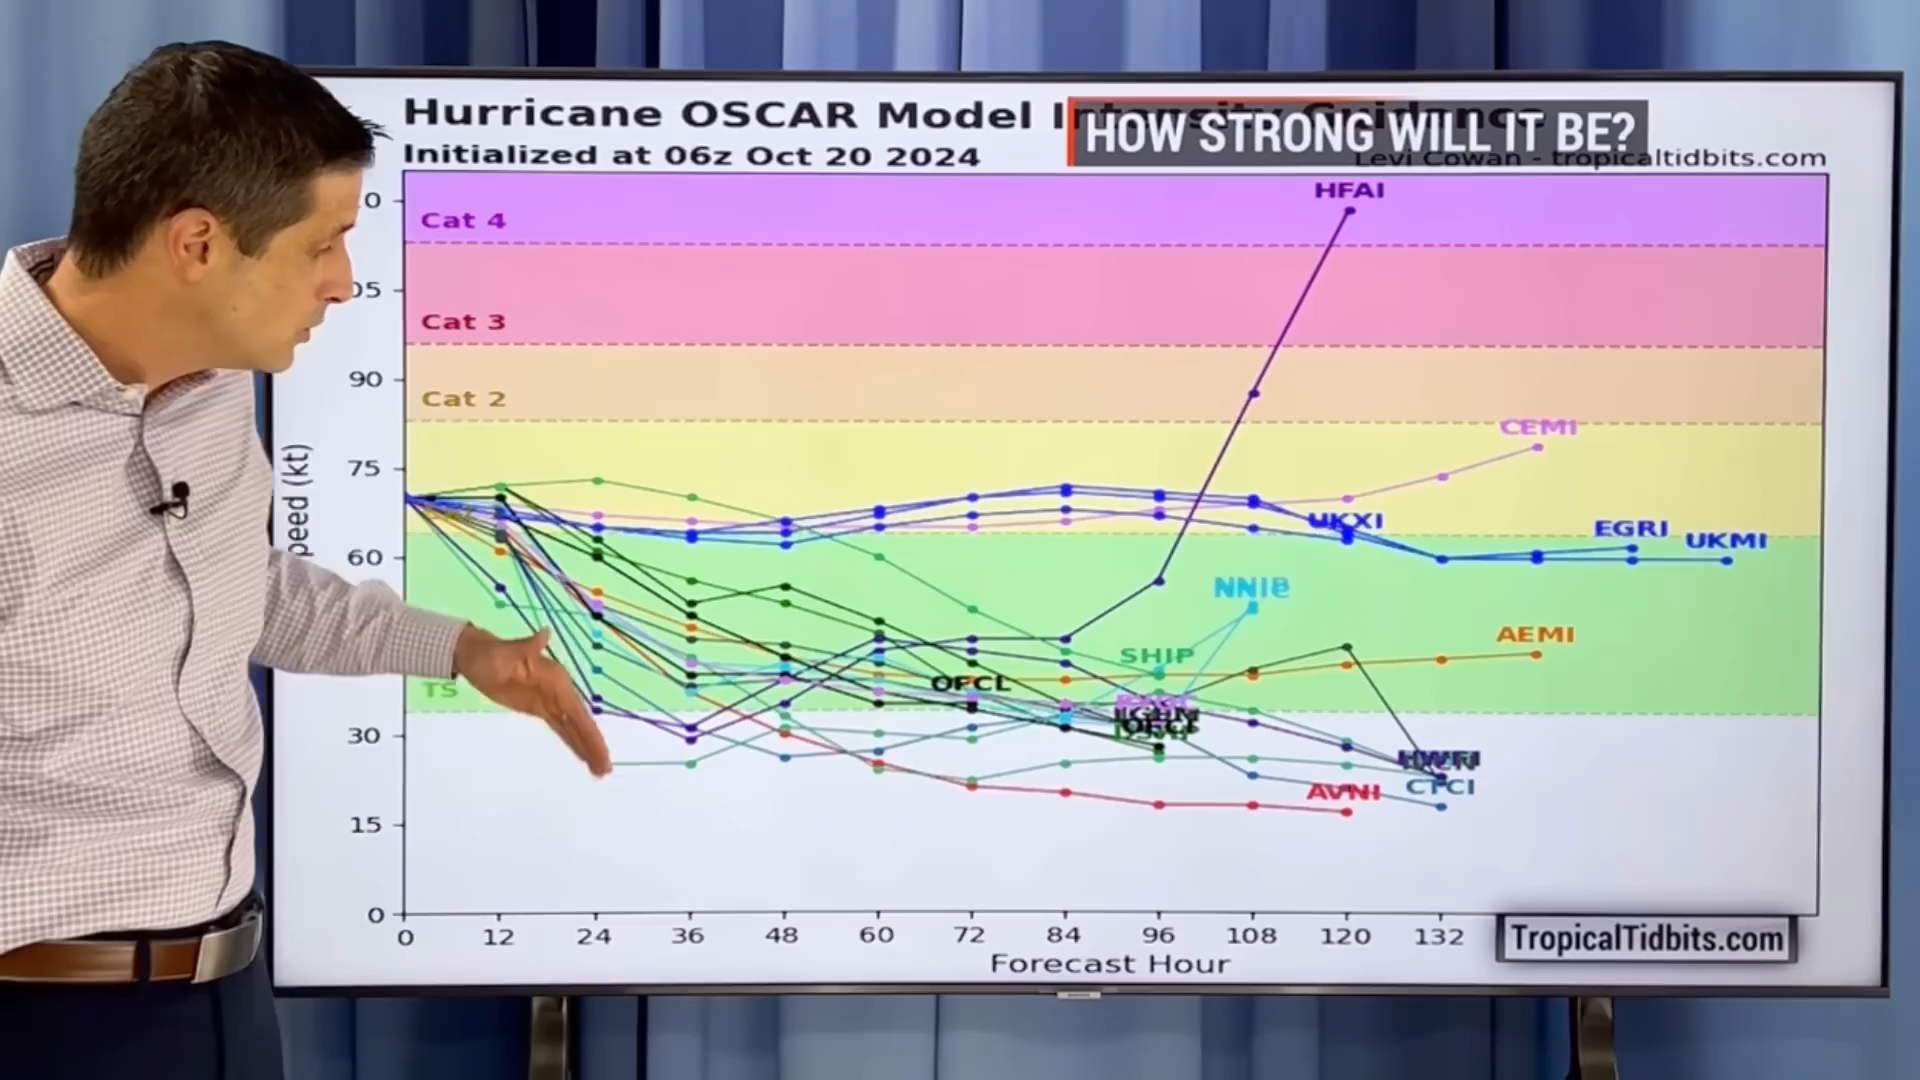 Hurricane OSCAR Model Intensity Guidance
HOW STRONG WILL IT BE?
Initialized at 06z Oct 20 2024
Levi Cowan - tropicaltidbits.com
HFAI
Cat 4
Cat 3
90
Cat 2
CEMI
75
UKXI
EGRI
UKMI
60
NNIB
AEMI
SHIP
OFCL
TS
30
HWFI
CTCI
AVNI
15
0
0 12 24 36 48 60 72 84 96 108 120 132
Forecast Hour
TropicalTidbits.com